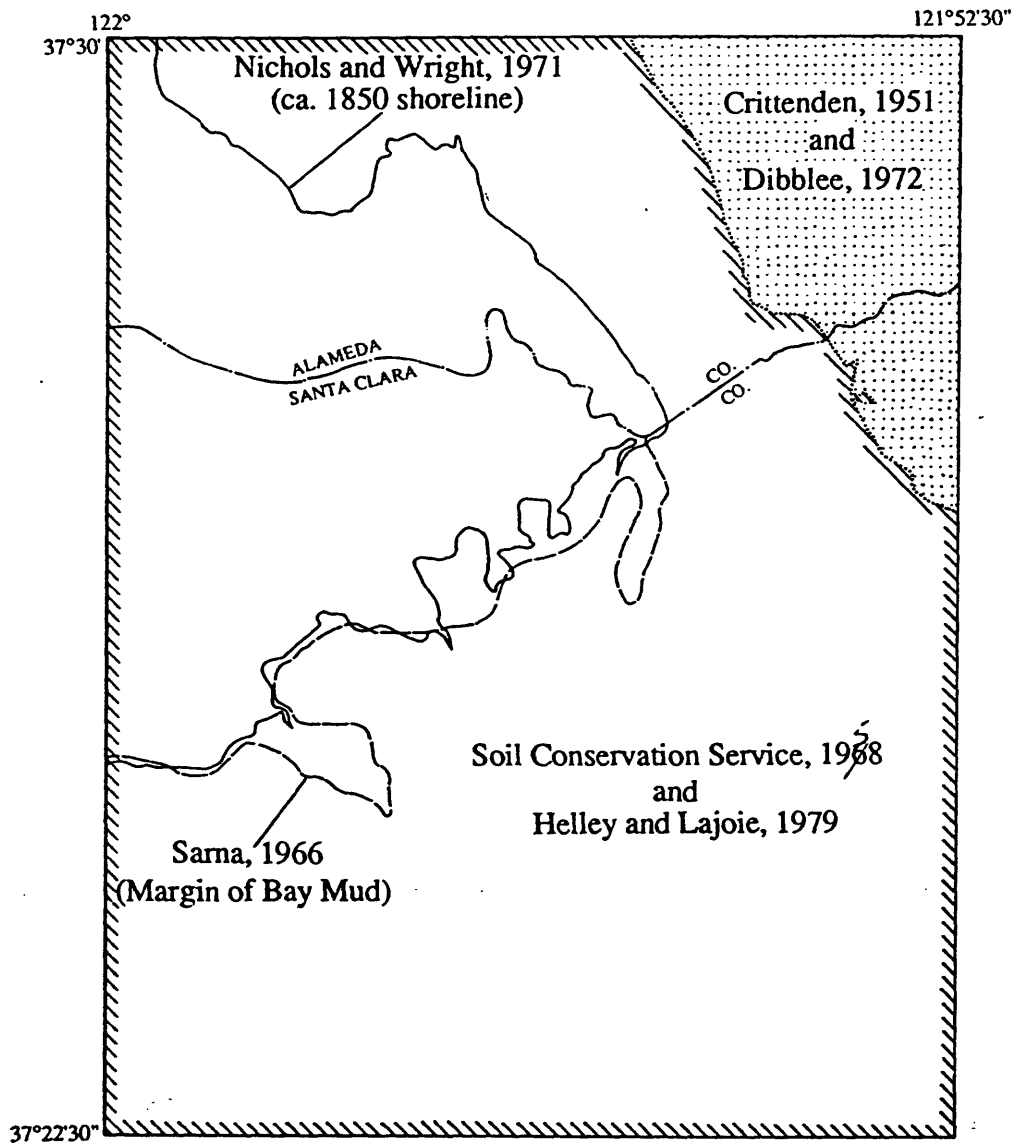 122°
121°52'30"
37°30'
Nichols and Wright, 1971
(ca. 1850 shoreline)
Crittenden, 1951
and
Dibblee, 1972
ALAMEDA
SANTA CLARA
CO.
CO.
5
Soil Conservation Service, 1968
and
Helley and Lajoie, 1979
Sarna, 1966
(Margin of Bay Mud)
37°22'30"